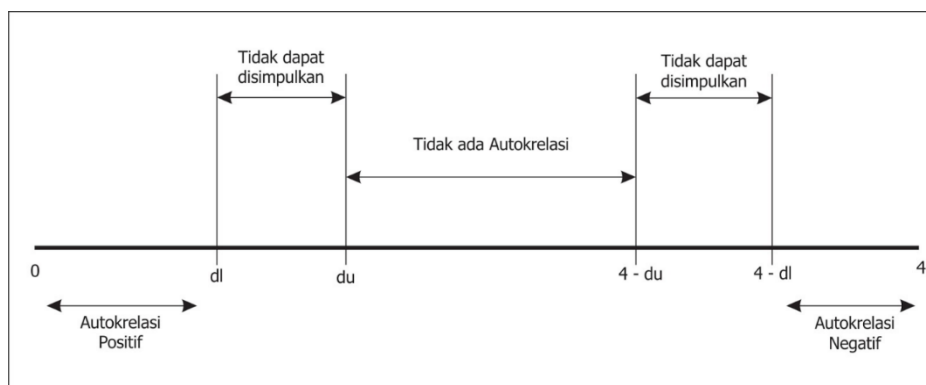 Tidak dapat
disimpulkan
Tidak dapat
disimpulkan
Tidak ada Autokrelasi
0
dl
du
4 - du
4 - dl
4
Autokrelasi
Positif
Autokrelasi
Negatif